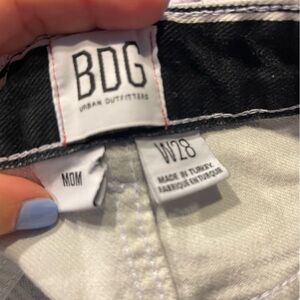 BDG
URBAN OUTFITTERS
MOM
W28
MADE IN TURKEY.
FABRIQUÉ EN TURQUIE.